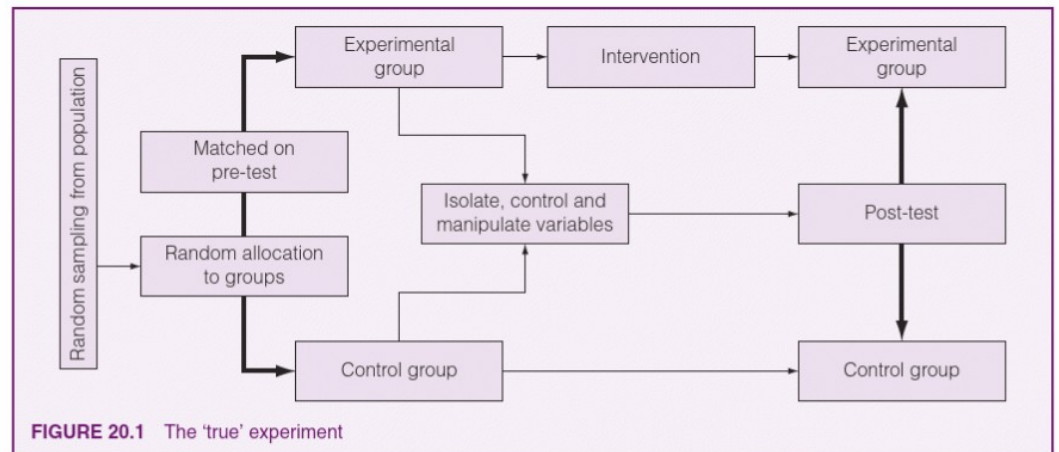 Random sampling from population
Matched on
pre-test
Random allocation
to groups
Experimental
group
Control group
Intervention
Isolate, control and
manipulate variables
Experimental
group
Post-test
Control group
FIGURE 20.1 The ‘true’ experiment